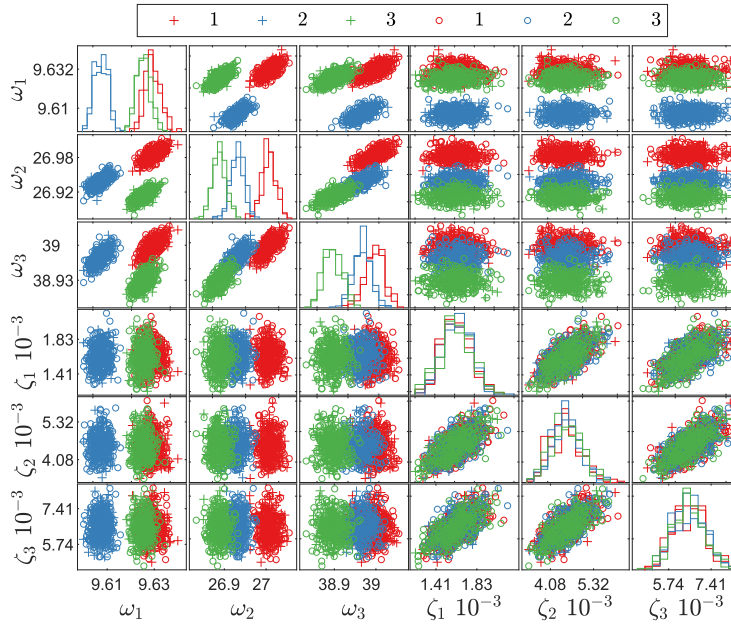 + 1 + 2 + 3 ○ 1 ○ 2 ○ 3
ω₁ 9.632
9.61
ω₂ 26.98
26.92
ω₃ 39
38.93
ζ₁ 10⁻³ 1.83
1.41
ζ₂ 10⁻³ 5.32
4.08
ζ₃ 10⁻³ 7.41
5.74
9.61 9.63 26.9 27 38.9 39 1.41 1.83 4.08 5.32 5.74 7.41
ω₁ ω₂ ω₃ ζ₁ 10⁻³ ζ₂ 10⁻³ ζ₃ 10⁻³